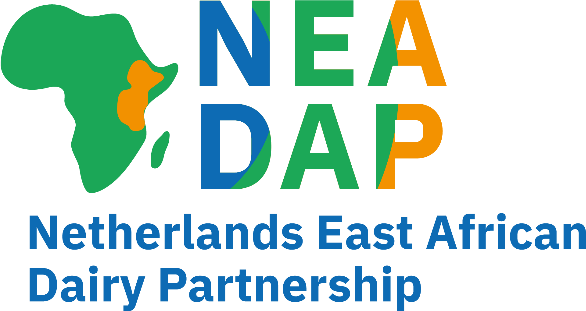 NEA
DAP
Netherlands East African
Dairy Partnership